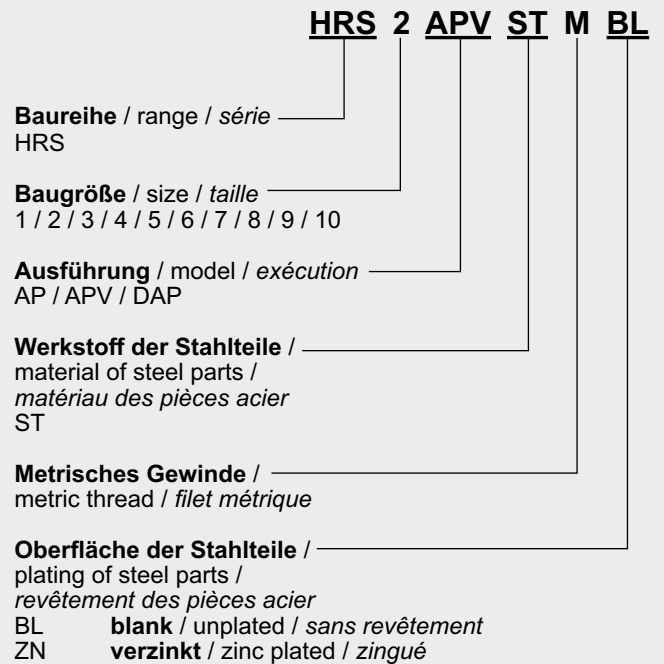 HRS 2 APV ST M BL
Baureihe / range / série
HRS
Baugröße / size / taille
1 / 2 / 3 / 4 / 5 / 6 / 7 / 8 / 9 / 10
Ausführung / model / exécution
AP / APV / DAP
Werkstoff der Stahlteile /
material of steel parts /
matériau des pièces acier
ST
Metrisches Gewinde /
metric thread / filet métrique
Oberfläche der Stahlteile /
plating of steel parts /
revêtement des pièces acier
BL blank / unplated / sans revêtement
ZN verzinkt / zinc plated / zingué